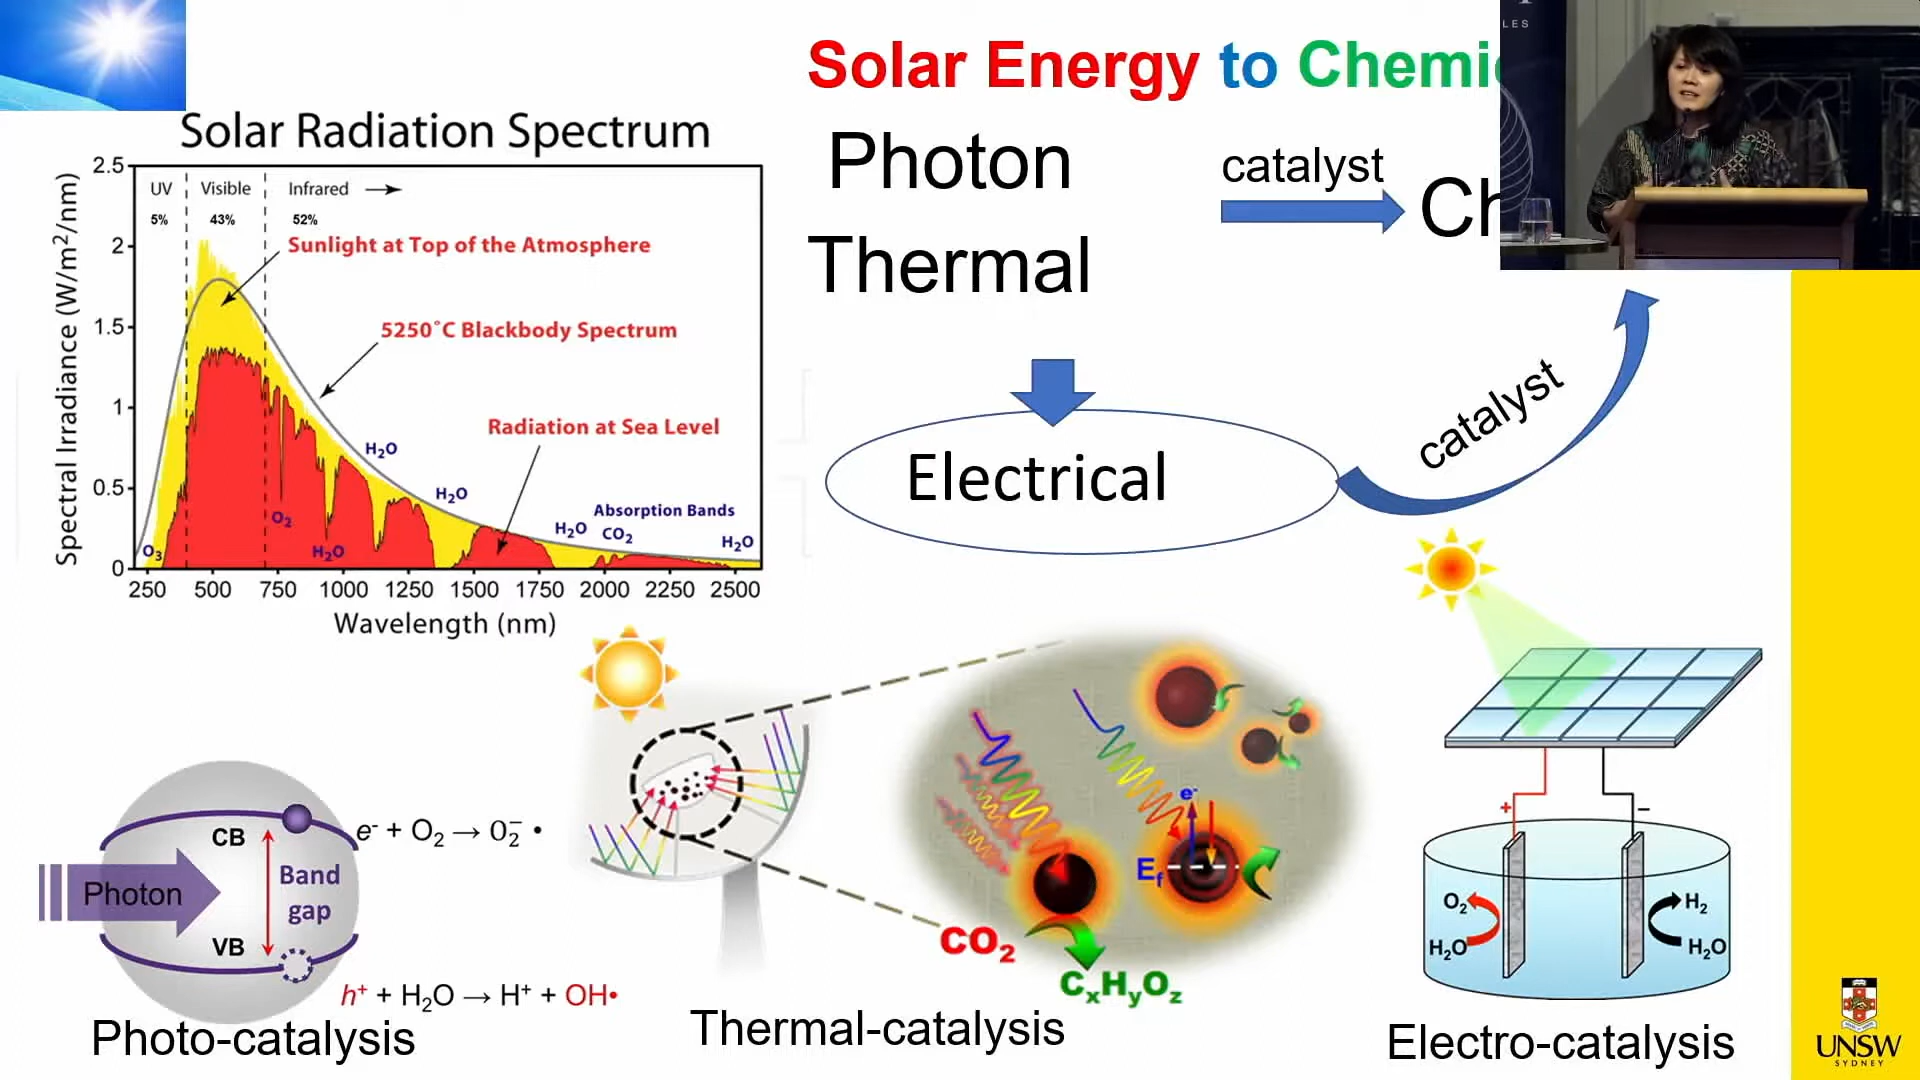 Solar Energy to Chemi
LES
Solar Radiation Spectrum
Spectral Irradiance (W/m²/nm)
2.5
2
1.5
1
0.5
0
UV
Visible
Infrared
5%
43%
52%
Sunlight at Top of the Atmosphere
5250°C Blackbody Spectrum
Radiation at Sea Level
H₂O
H₂O
Absorption Bands
H₂O
CO₂
H₂O
O₂
H₂O
O₃
250 500 750 1000 1250 1500 1750 2000 2250 2500
Wavelength (nm)
Photon
Thermal
catalyst
Ch
Electrical
catalyst
Photon
CB
VB
Band
gap
e⁻ + O₂ → O₂⁻ •
h⁺ + H₂O → H⁺ + OH•
Photo-catalysis
e⁻
E_f
CO₂
CₓHᵧO_z
Thermal-catalysis
+
−
O₂
H₂O
H₂
H₂O
Electro-catalysis
UNSW
SYDNEY